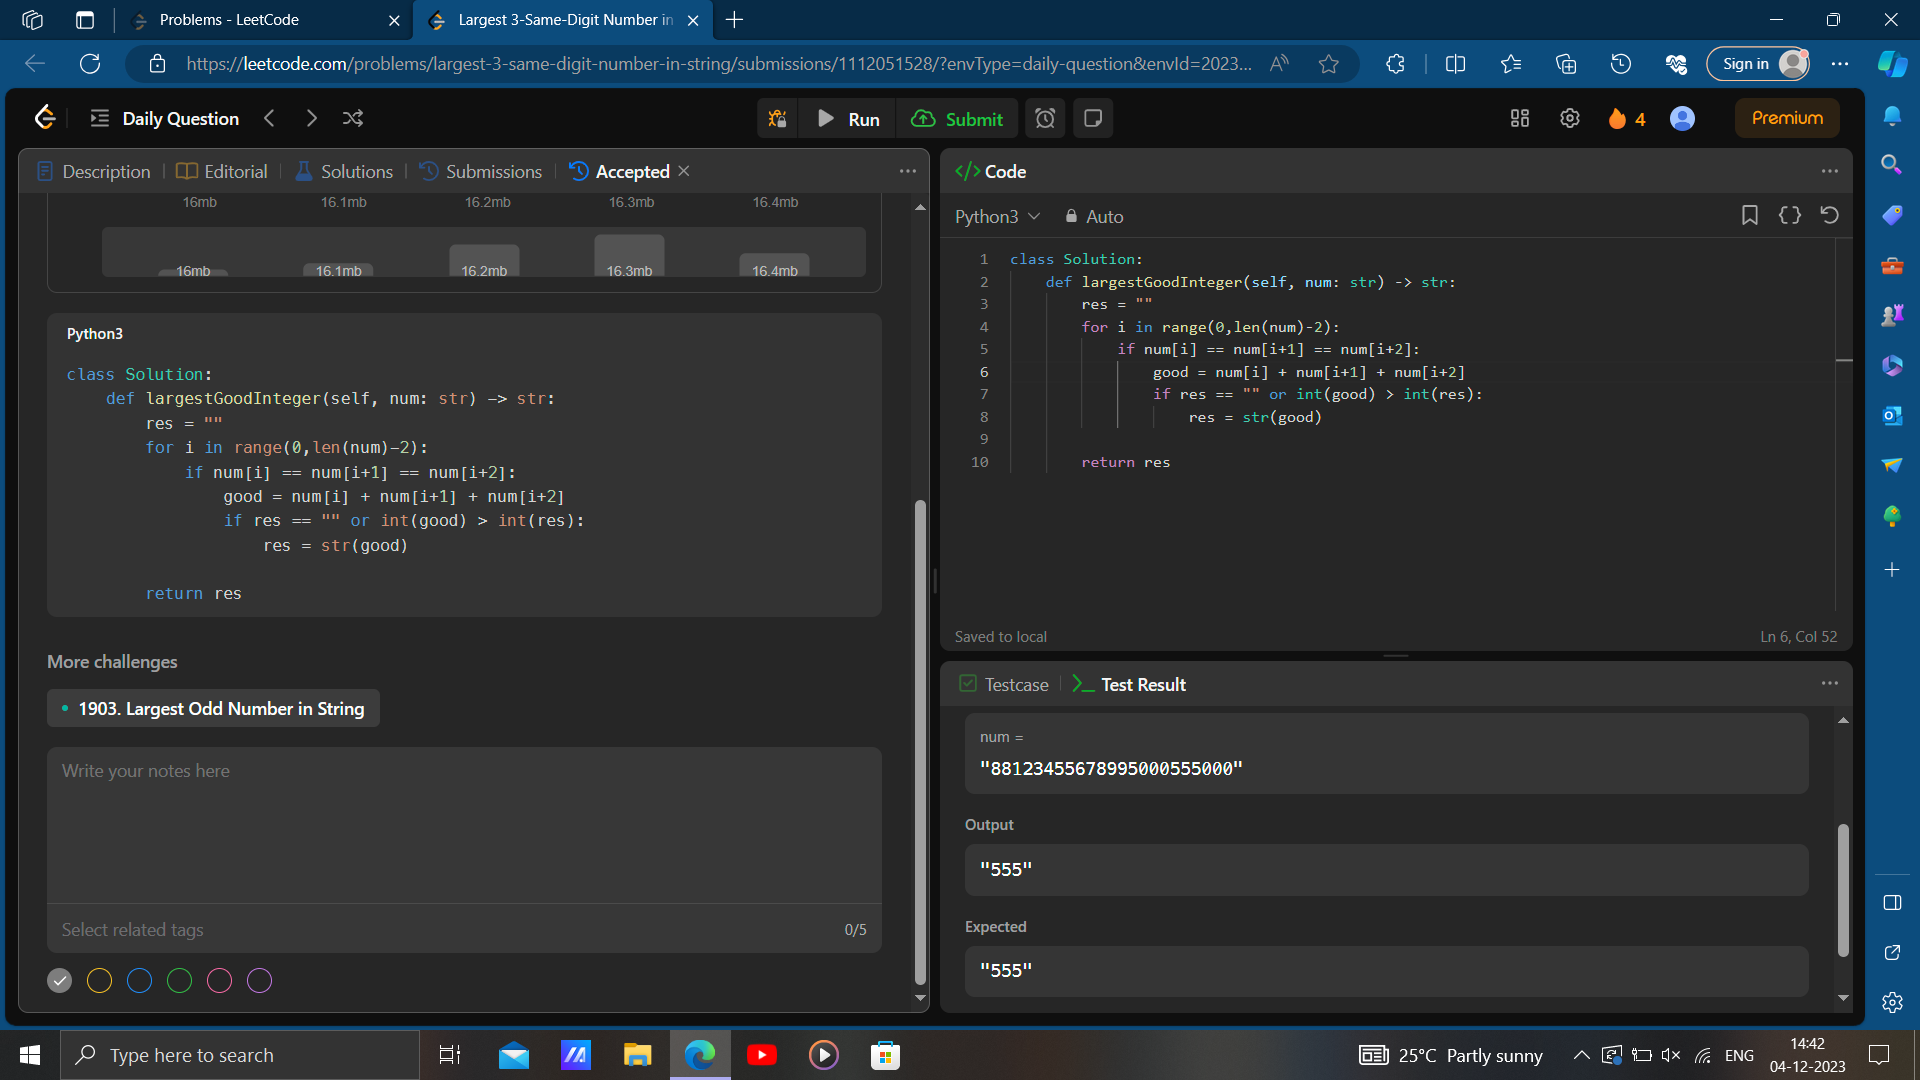 Problems - LeetCode
Largest 3-Same-Digit Number in
https://leetcode.com/problems/largest-3-same-digit-number-in-string/submissions/1112051528/?envType=daily-question&envId=2023...
Sign in
Daily Question
Run
Submit
4
Premium
Description
Editorial
Solutions
Submissions
Accepted
16mb
16.1mb
16.2mb
16.3mb
16.4mb
16mb
16.1mb
16.2mb
16.3mb
16.4mb
Python3
class Solution:
def largestGoodInteger(self, num: str) -> str:
res = ""
for i in range(0,len(num)-2):
if num[i] == num[i+1] == num[i+2]:
good = num[i] + num[i+1] + num[i+2]
if res == "" or int(good) > int(res):
res = str(good)
return res
More challenges
1903. Largest Odd Number in String
Write your notes here
Select related tags
0/5
</> Code
Python3
Auto
1 class Solution:
2 def largestGoodInteger(self, num: str) -> str:
3 res = ""
4 for i in range(0,len(num)-2):
5 if num[i] == num[i+1] == num[i+2]:
6 good = num[i] + num[i+1] + num[i+2]
7 if res == "" or int(good) > int(res):
8 res = str(good)
9
10 return res
Saved to local
Ln 6, Col 52
Testcase
Test Result
num =
"88123455678995000555000"
Output
"555"
Expected
"555"
Type here to search
25°C Partly sunny
ENG
14:42
04-12-2023